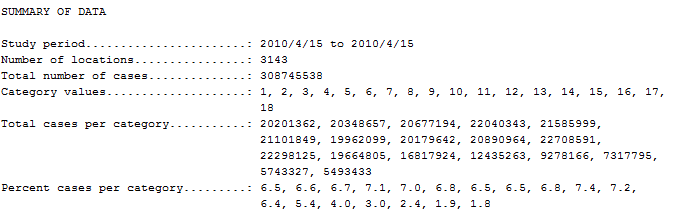 SUMMARY OF DATA
Study period.......................: 2010/4/15 to 2010/4/15
Number of locations................: 3143
Total number of cases..............: 308745538
Category values....................: 1, 2, 3, 4, 5, 6, 7, 8, 9, 10, 11, 12, 13, 14, 15, 16, 17,
18
Total cases per category...........: 20201362, 20348657, 20677194, 22040343, 21585999,
21101849, 19962099, 20179642, 20890964, 22708591,
22298125, 19664805, 16817924, 12435263, 9278166, 7317795,
5743327, 5493433
Percent cases per category.........: 6.5, 6.6, 6.7, 7.1, 7.0, 6.8, 6.5, 6.5, 6.8, 7.4, 7.2,
6.4, 5.4, 4.0, 3.0, 2.4, 1.9, 1.8